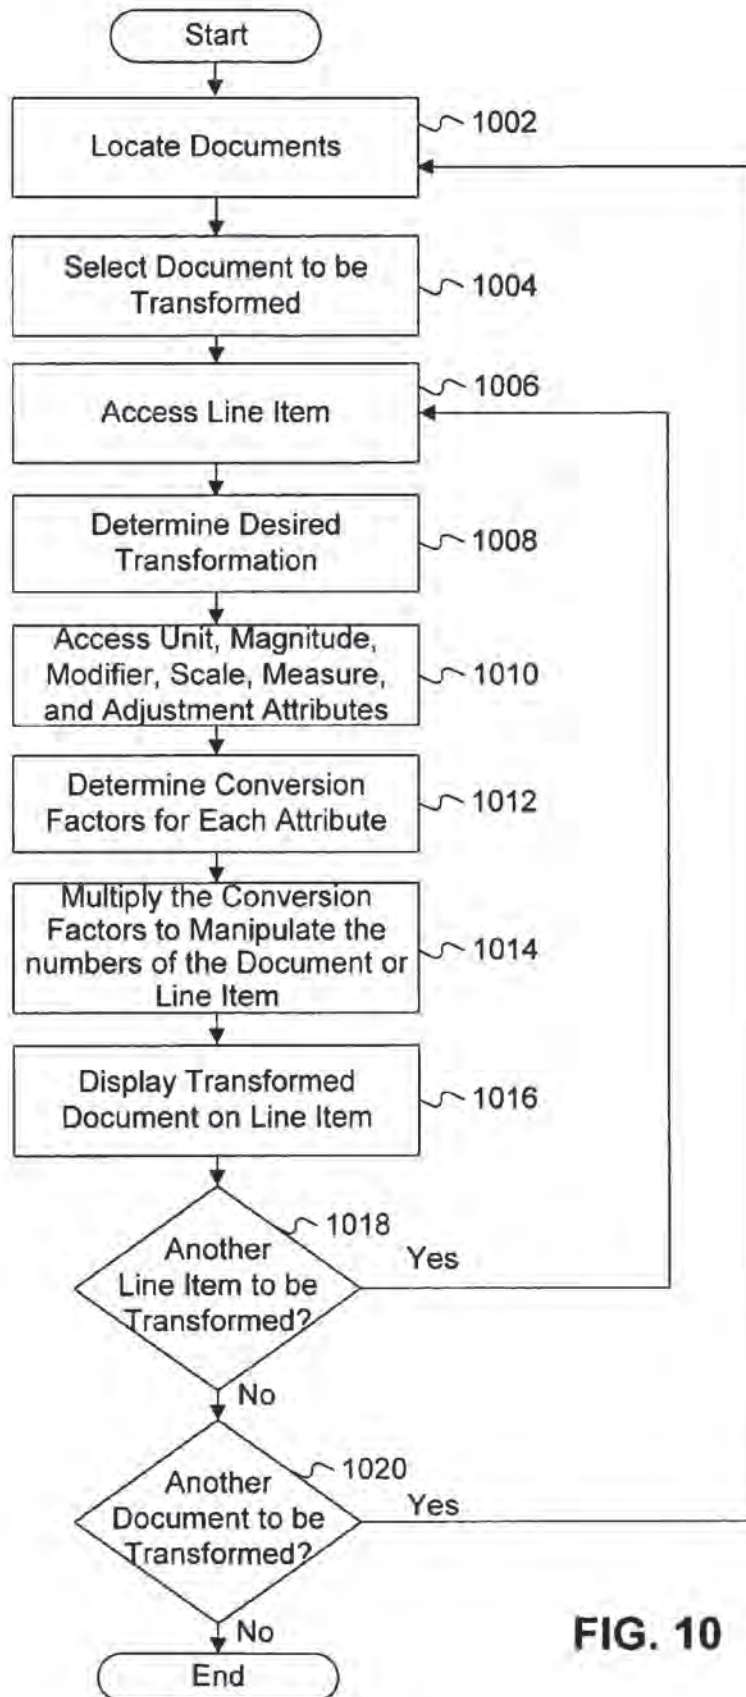 Start
Locate Documents
1002
Select Document to be
Transformed
1004
Access Line Item
1006
Determine Desired
Transformation
1008
Access Unit, Magnitude,
Modifier, Scale, Measure,
and Adjustment Attributes
1010
Determine Conversion
Factors for Each Attribute
1012
Multiply the Conversion
Factors to Manipulate the
numbers of the Document or
Line Item
1014
Display Transformed
Document on Line Item
1016
1018
Another
Line Item to be
Transformed?
Yes
No
1020
Another
Document to be
Transformed?
Yes
No
End
FIG. 10